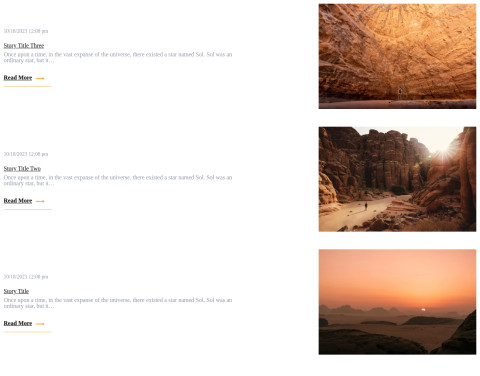 10/18/2023 12:08 pm
Story Title Three
Once upon a time, in the vast expanse of the universe, there existed a star named Sol. Sol was an
ordinary star, but it…
Read More
10/18/2023 12:08 pm
Story Title Two
Once upon a time, in the vast expanse of the universe, there existed a star named Sol. Sol was an
ordinary star, but it…
Read More
10/18/2023 12:08 pm
Story Title
Once upon a time, in the vast expanse of the universe, there existed a star named Sol. Sol was an
ordinary star, but it…
Read More